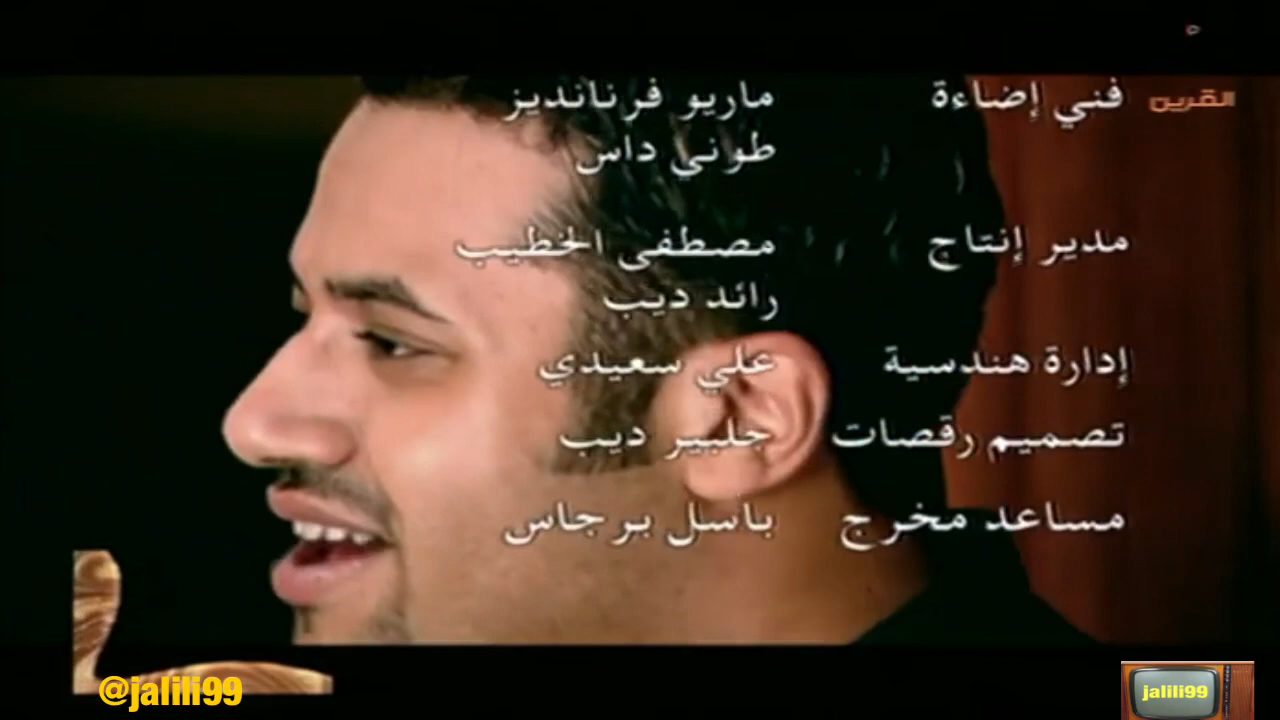 القرين
فني إضاءة ماريو فرنانديز
طوني داس
مدير إنتاج مصطفى الخطيب
رائد ديب
إدارة هندسية علي سعيدي
تصميم رقصات جلبير ديب
مساعد مخرج باسل برجاس
@jalili99
jalili99